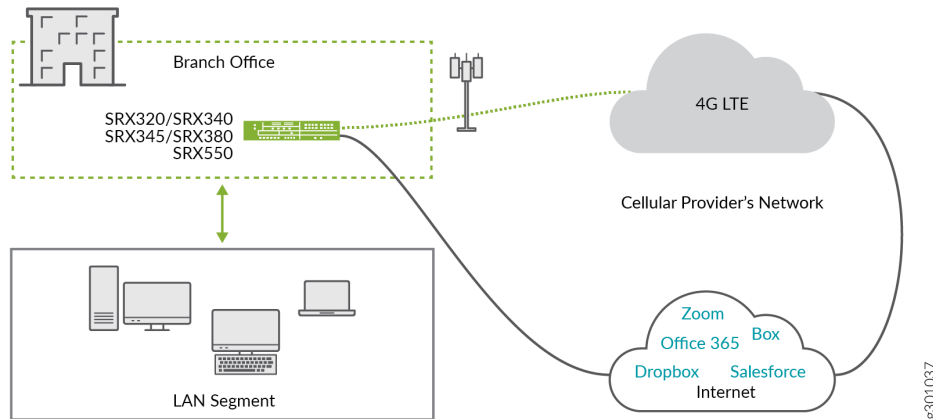 Branch Office
SRX320/SRX340
SRX345/SRX380
SRX550
4G LTE
Cellular Provider's Network
Zoom
Box
Office 365
Dropbox
Salesforce
Internet
LAN Segment
g301037